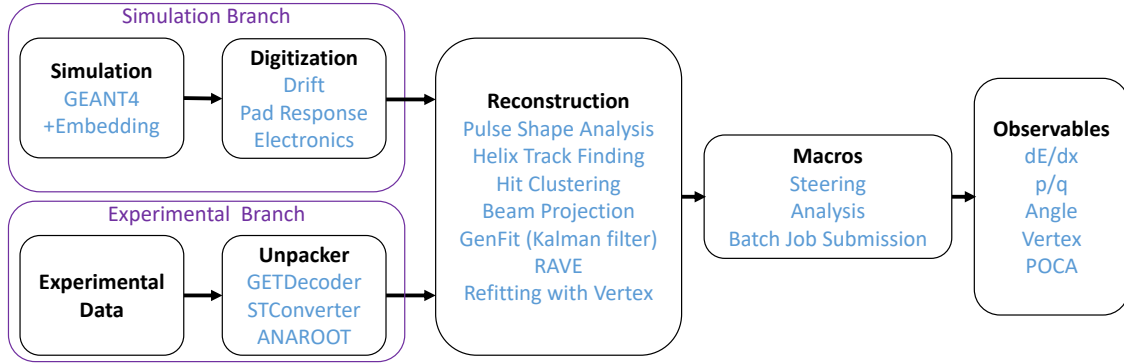 Simulation Branch
Simulation
GEANT4
+Embedding
Digitization
Drift
Pad Response
Electronics
Experimental Branch
Experimental
Data
Unpacker
GETDecoder
STConverter
ANAROOT
Reconstruction
Pulse Shape Analysis
Helix Track Finding
Hit Clustering
Beam Projection
GenFit (Kalman filter)
RAVE
Refitting with Vertex
Macros
Steering
Analysis
Batch Job Submission
Observables
dE/dx
p/q
Angle
Vertex
POCA